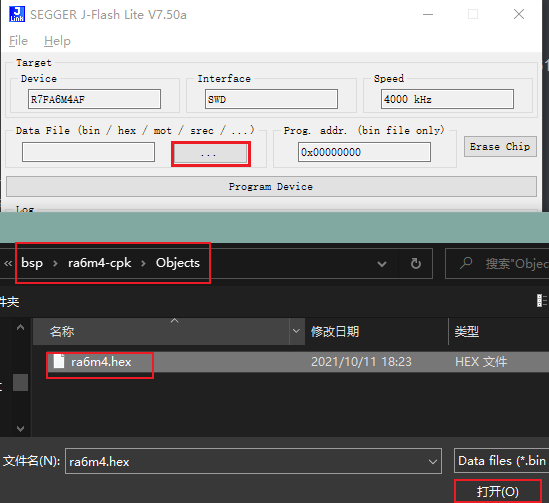 SEGGER J-Flash Lite V7.50a
File Help
Target
Device Interface Speed
R7FA6M4AF SWD 4000 kHz
Data File (bin / hex / mot / srec / ...) Prog. addr. (bin file only)
... 0x00000000 Erase Chip
Program Device
Log
« bsp > ra6m4-cpk > Objects 搜索"Objec
件夹
名称 修改日期 类型
ra6m4.hex 2021/10/11 18:23 HEX 文件
文件名(N): ra6m4.hex Data files (*.bin
打开(O)